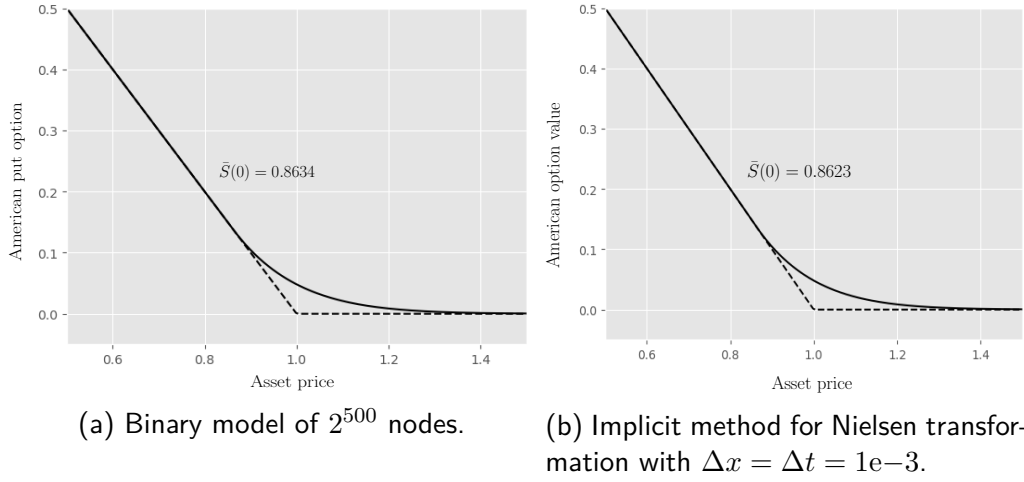 0.5
0.4
0.3
0.2
0.1
0.0
American put option
S̄(0) = 0.8634
0.6 0.8 1.0 1.2 1.4
Asset price
(a) Binary model of 2^500 nodes.
0.5
0.4
0.3
0.2
0.1
0.0
American option value
S̄(0) = 0.8623
0.6 0.8 1.0 1.2 1.4
Asset price
(b) Implicit method for Nielsen transfor-
mation with Δx = Δt = 1e−3.